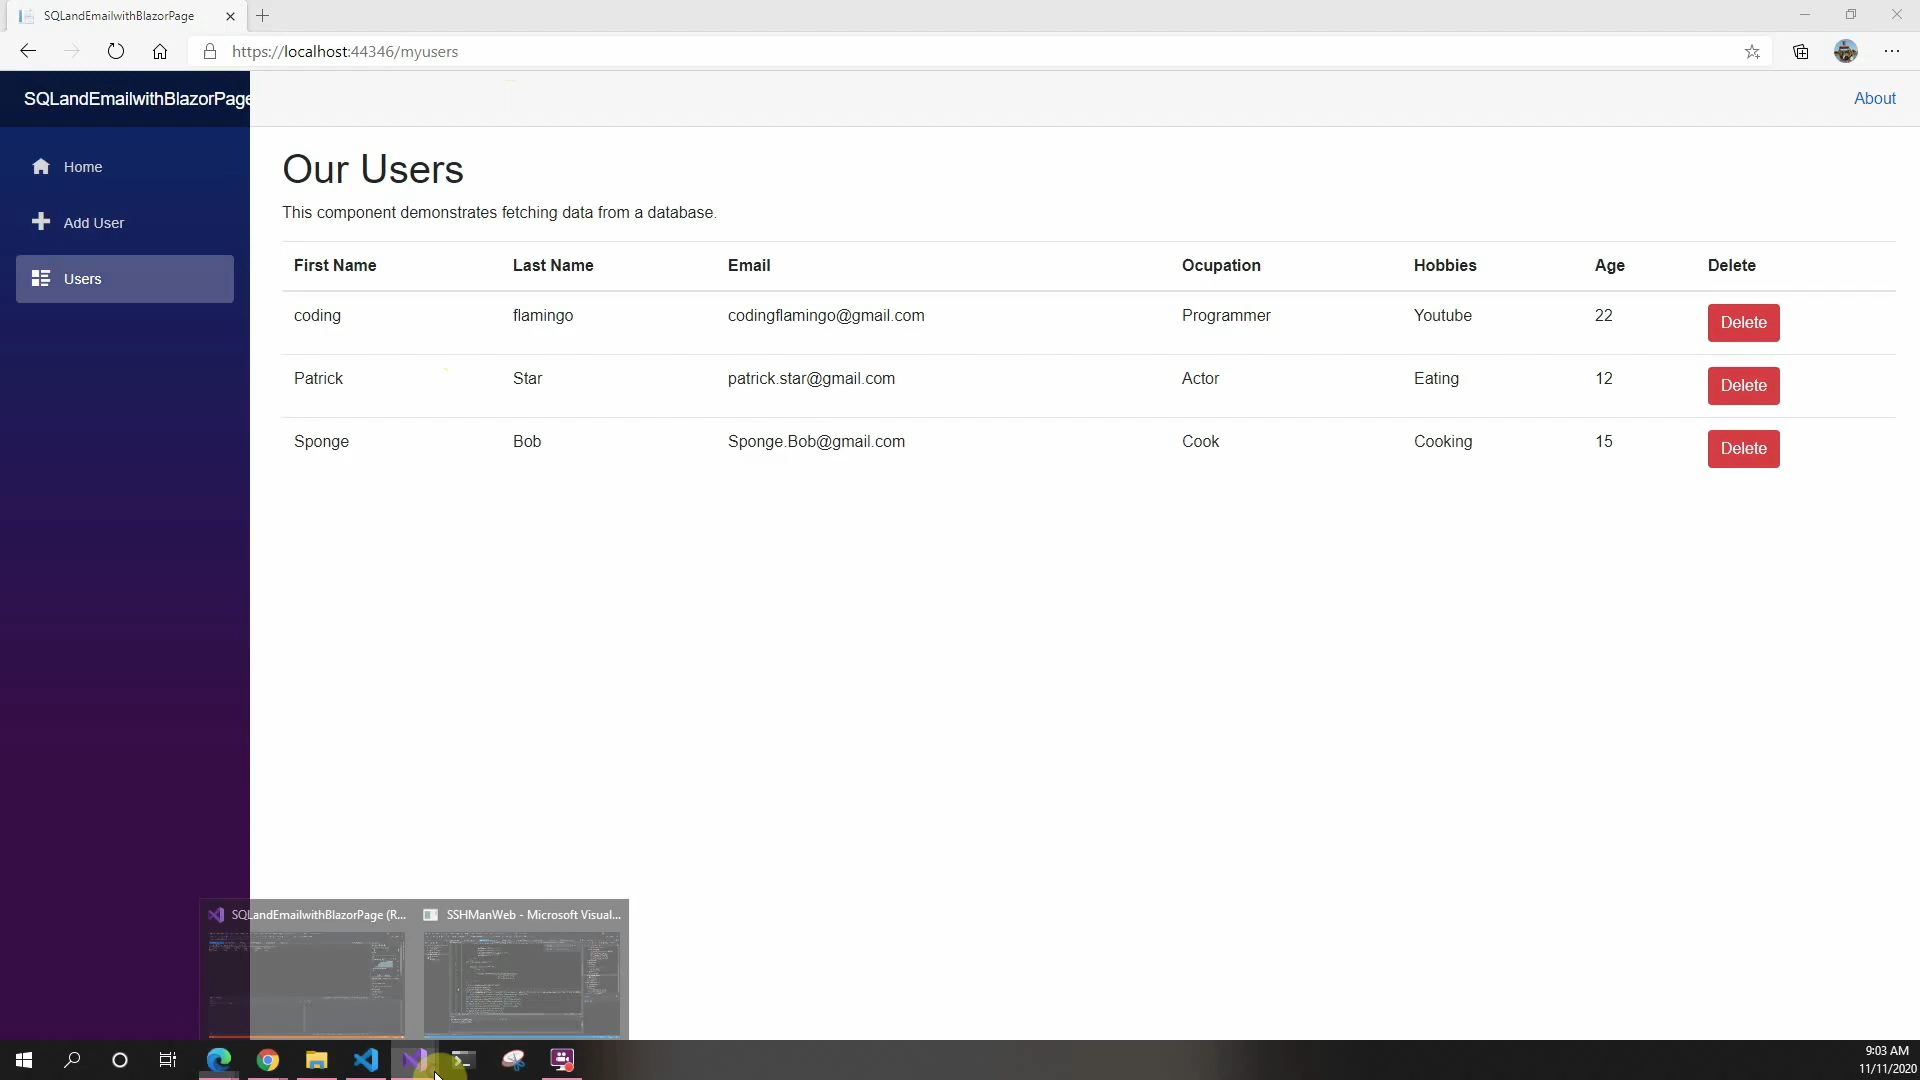 SQLandEmailwithBlazorPage
https://localhost:44346/myusers
SQLandEmailwithBlazorPage
About
Home
Add User
Users
Our Users
This component demonstrates fetching data from a database.
First Name Last Name Email Ocupation Hobbies Age Delete
coding flamingo codingflamingo@gmail.com Programmer Youtube 22 Delete
Patrick Star patrick.star@gmail.com Actor Eating 12 Delete
Sponge Bob Sponge.Bob@gmail.com Cook Cooking 15 Delete
SQLandEmailwithBlazorPage (R... SSHManWeb - Microsoft Visual...
9:03 AM
11/11/2020